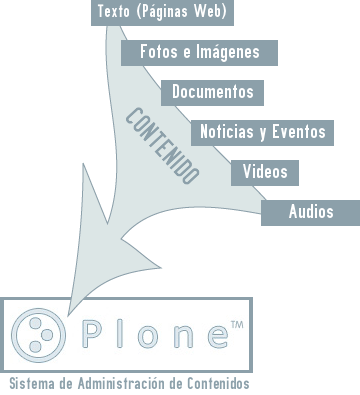 Texto (Páginas Web)
Fotos e Imágenes
Documentos
Noticias y Eventos
Videos
Audios
CONTENIDO
Plone™
Sistema de Administración de Contenidos